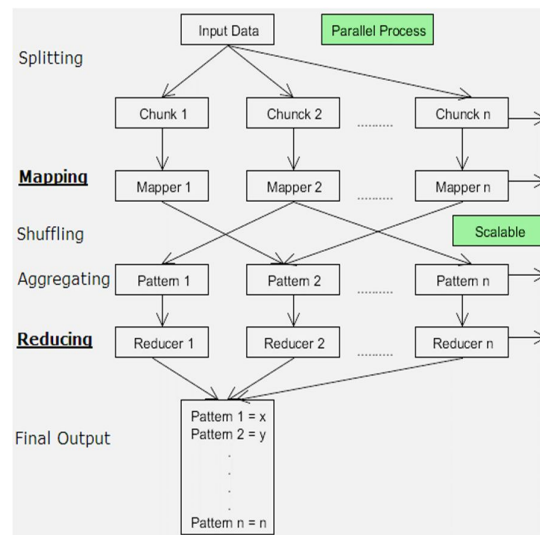 Input Data
Parallel Process
Splitting
Chunk 1
Chunck 2
..........
Chunck n
Mapping
Mapper 1
Mapper 2
..........
Mapper n
Shuffling
Scalable
Aggregating
Pattern 1
Pattern 2
..........
Pattern n
Reducing
Reducer 1
Reducer 2
..........
Reducer n
Final Output
Pattern 1 = x
Pattern 2 = y
.
.
.
.
Pattern n = n